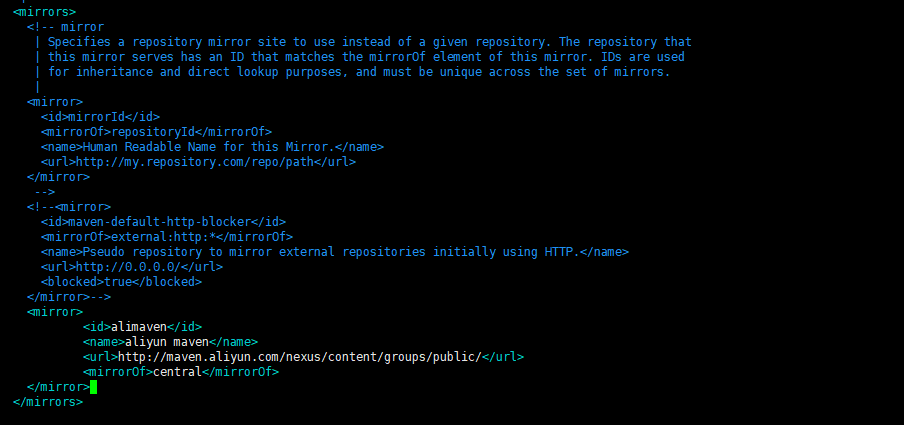 <mirrors>
<!-- mirror
| Specifies a repository mirror site to use instead of a given repository. The repository that
| this mirror serves has an ID that matches the mirrorOf element of this mirror. IDs are used
| for inheritance and direct lookup purposes, and must be unique across the set of mirrors.
|
<mirror>
<id>mirrorId</id>
<mirrorOf>repositoryId</mirrorOf>
<name>Human Readable Name for this Mirror.</name>
<url>http://my.repository.com/repo/path</url>
</mirror>
-->
<!--<mirror>
<id>maven-default-http-blocker</id>
<mirrorOf>external:http:*</mirrorOf>
<name>Pseudo repository to mirror external repositories initially using HTTP.</name>
<url>http://0.0.0.0/</url>
<blocked>true</blocked>
</mirror>-->
<mirror>
<id>alimaven</id>
<name>aliyun maven</name>
<url>http://maven.aliyun.com/nexus/content/groups/public/</url>
<mirrorOf>central</mirrorOf>
</mirror>
</mirrors>